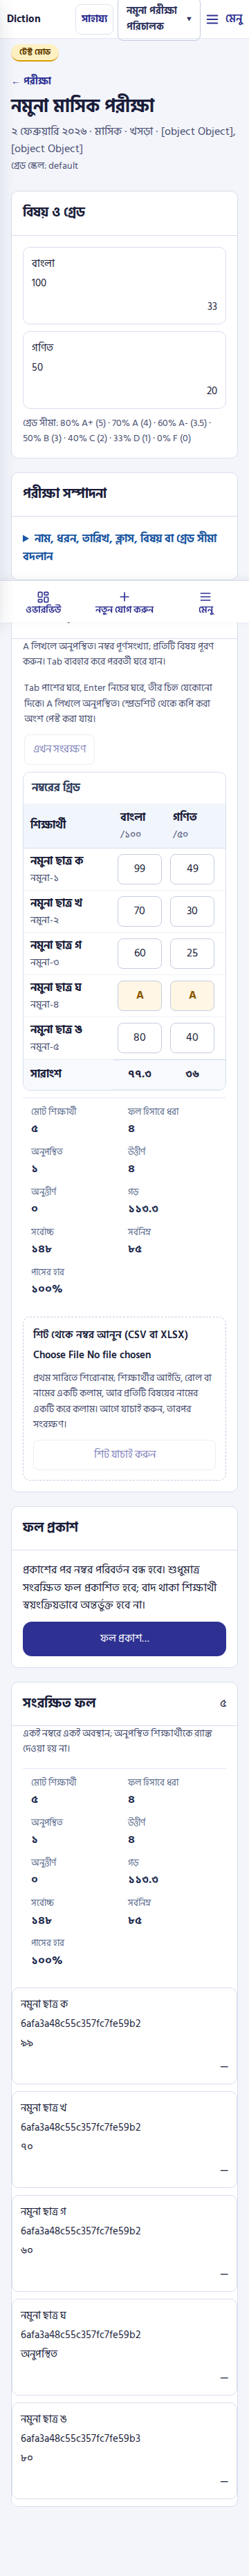 Diction
সাহায্য
নমুনা পরীক্ষা
পরিচালক
মেনু
টেস্ট মোড
← পরীক্ষা
নমুনা মাসিক পরীক্ষা
২ ফেব্রুয়ারি ২০২৬ · মাসিক · খসড়া · [object Object],
[object Object]
গ্রেড স্কেল: default
বিষয় ও গ্রেড
বাংলা
100
33
গণিত
50
20
গ্রেড সীমা: 80% A+ (5) · 70% A (4) · 60% A- (3.5) ·
50% B (3) · 40% C (2) · 33% D (1) · 0% F (0)
পরীক্ষা সম্পাদনা
▶ নাম, ধরন, তারিখ, ক্লাস, বিষয় বা গ্রেড সীমা
বদলান
ওভারভিউ
নতুন যোগ করুন
মেনু
A লিখলে অনুপস্থিত। নম্বর পূর্ণসংখ্যা; প্রতিটি বিষয় পূরণ
করুন। Tab ব্যবহার করে পরবর্তী ঘরে যান।
Tab পাশের ঘরে, Enter নিচের ঘরে, তীর চিহ্ন যেকোনো
দিকে। A লিখলে অনুপস্থিত। স্প্রেডশিট থেকে কপি করা
অংশ পেস্ট করা যায়।
এখন সংরক্ষণ
নম্বরের গ্রিড
শিক্ষার্থী
বাংলা
/১০০
গণিত
/৫০
নমুনা ছাত্র ক
নমুনা-১
99
49
নমুনা ছাত্র খ
নমুনা-২
70
30
নমুনা ছাত্র গ
নমুনা-৩
60
25
নমুনা ছাত্র ঘ
নমুনা-৪
A
A
নমুনা ছাত্র ঙ
নমুনা-৫
80
40
সারাংশ
৭৭.৩
৩৬
মোট শিক্ষার্থী
৫
ফল হিসাবে ধরা
৪
অনুপস্থিত
১
উত্তীর্ণ
৪
অনুত্তীর্ণ
০
গড়
১১৩.৩
সর্বোচ্চ
১৪৮
সর্বনিম্ন
৮৫
পাসের হার
১০০%
শিট থেকে নম্বর আনুন (CSV বা XLSX)
Choose File No file chosen
প্রথম সারিতে শিরোনাম; শিক্ষার্থীর আইডি, রোল বা
নামের একটি কলাম, আর প্রতিটি বিষয়ের নামের
একটি করে কলাম। আগে যাচাই করুন, তারপর
সংরক্ষণ।
শিট যাচাই করুন
ফল প্রকাশ
প্রকাশের পর নম্বর পরিবর্তন বন্ধ হবে। শুধুমাত্র
সংরক্ষিত ফল প্রকাশিত হবে; বাদ থাকা শিক্ষার্থী
স্বয়ংক্রিয়ভাবে অন্তর্ভুক্ত হবে না।
ফল প্রকাশ...
সংরক্ষিত ফল
৫
একই নম্বরে একই অবস্থান; অনুপস্থিত শিক্ষার্থীকে র‍্যাঙ্ক
দেওয়া হয় না।
মোট শিক্ষার্থী
৫
ফল হিসাবে ধরা
৪
অনুপস্থিত
১
উত্তীর্ণ
৪
অনুত্তীর্ণ
০
গড়
১১৩.৩
সর্বোচ্চ
১৪৮
সর্বনিম্ন
৮৫
পাসের হার
১০০%
নমুনা ছাত্র ক
6afa3a48c55c357fc7fe59b2
৯৯
—
নমুনা ছাত্র খ
6afa3a48c55c357fc7fe59b2
৭০
—
নমুনা ছাত্র গ
6afa3a48c55c357fc7fe59b2
৬০
—
নমুনা ছাত্র ঘ
6afa3a48c55c357fc7fe59b2
অনুপস্থিত
—
নমুনা ছাত্র ঙ
6afa3a48c55c357fc7fe59b3
৮০
—